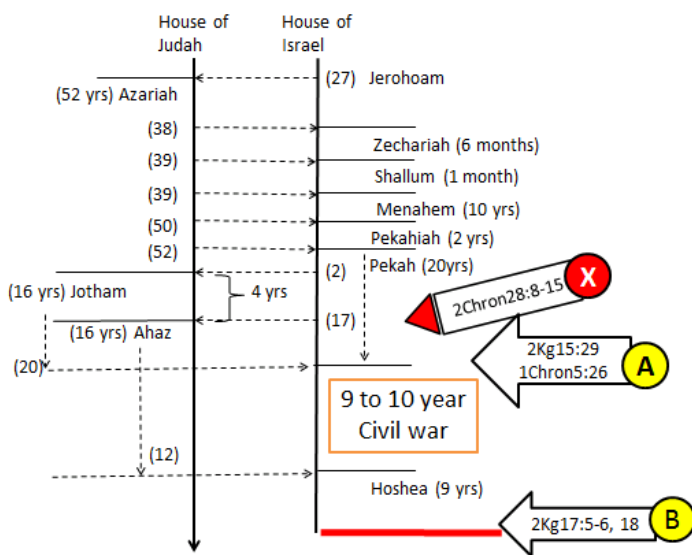 House of
Judah
House of
Israel
(27) Jerohoam
(52 yrs) Azariah
(38)
Zechariah (6 months)
(39)
Shallum (1 month)
(39)
Menahem (10 yrs)
(50)
Pekahiah (2 yrs)
(52)
(2)
Pekah (20yrs)
(16 yrs) Jotham
4 yrs
X
2Chron28:8-15
(17)
(16 yrs) Ahaz
2Kg15:29
1Chron5:26
A
(20)
9 to 10 year
Civil war
(12)
Hoshea (9 yrs)
2Kg17:5-6, 18
B